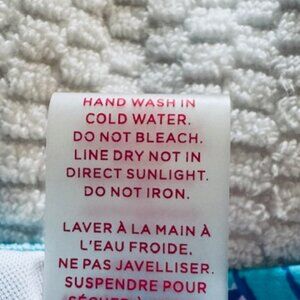 HAND WASH IN
COLD WATER.
DO NOT BLEACH.
LINE DRY NOT IN
DIRECT SUNLIGHT.
DO NOT IRON.
LAVER À LA MAIN À
L'EAU FROIDE,
NE PAS JAVELLISER.
SUSPENDRE POUR